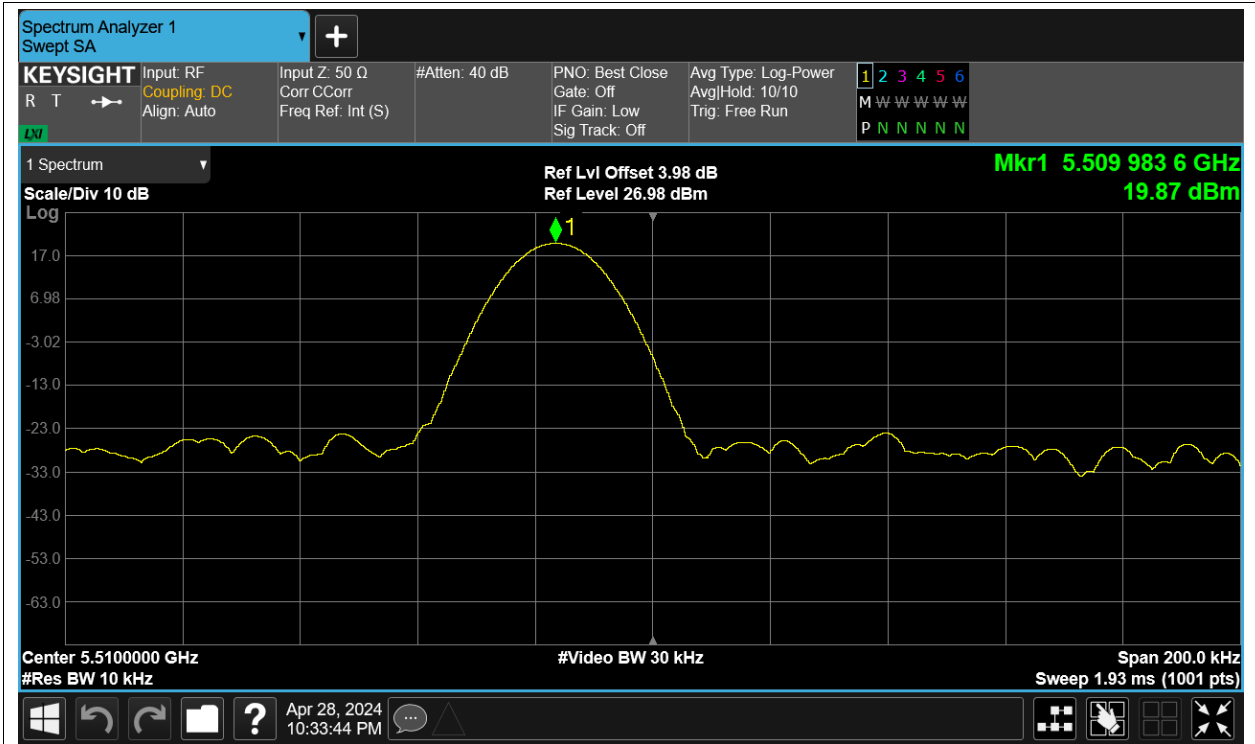 Spectrum Analyzer 1
Swept SA
KEYSIGHT
R T
LXI
Input: RF
Coupling: DC
Align: Auto
Input Z: 50 Ω
Corr CCorr
Freq Ref: Int (S)
#Atten: 40 dB
PNO: Best Close
Gate: Off
IF Gain: Low
Sig Track: Off
Avg Type: Log-Power
Avg|Hold: 10/10
Trig: Free Run
1 2 3 4 5 6
M W W W W W
P N N N N N
1 Spectrum
Scale/Div 10 dB
Log
Ref Lvl Offset 3.98 dB
Ref Level 26.98 dBm
Mkr1 5.509 983 6 GHz
19.87 dBm
1
17.0
6.98
-3.02
-13.0
-23.0
-33.0
-43.0
-53.0
-63.0
Center 5.5100000 GHz
#Res BW 10 kHz
#Video BW 30 kHz
Span 200.0 kHz
Sweep 1.93 ms (1001 pts)
?
Apr 28, 2024
10:33:44 PM